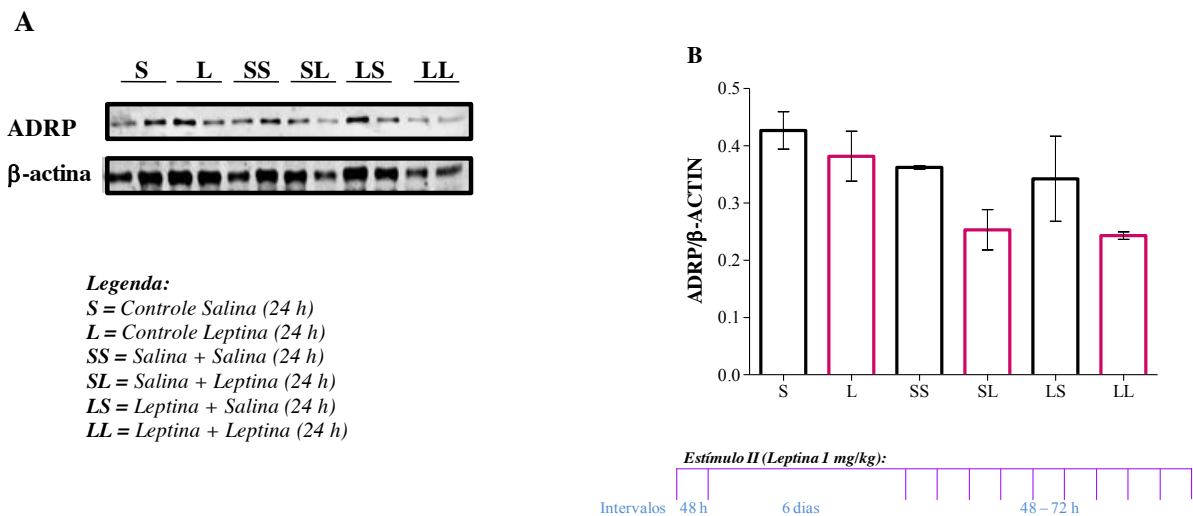 A
S L SS SL LS LL
ADRP
β-actina
Legenda:
S = Controle Salina (24 h)
L = Controle Leptina (24 h)
SS = Salina + Salina (24 h)
SL = Salina + Leptina (24 h)
LS = Leptina + Salina (24 h)
LL = Leptina + Leptina (24 h)
B
ADRP/β-ACTIN
0.5
0.4
0.3
0.2
0.1
0.0
S L SS SL LS LL
Estímulo II (Leptina 1 mg/kg):
Intervalos 48 h 6 dias 48 – 72 h